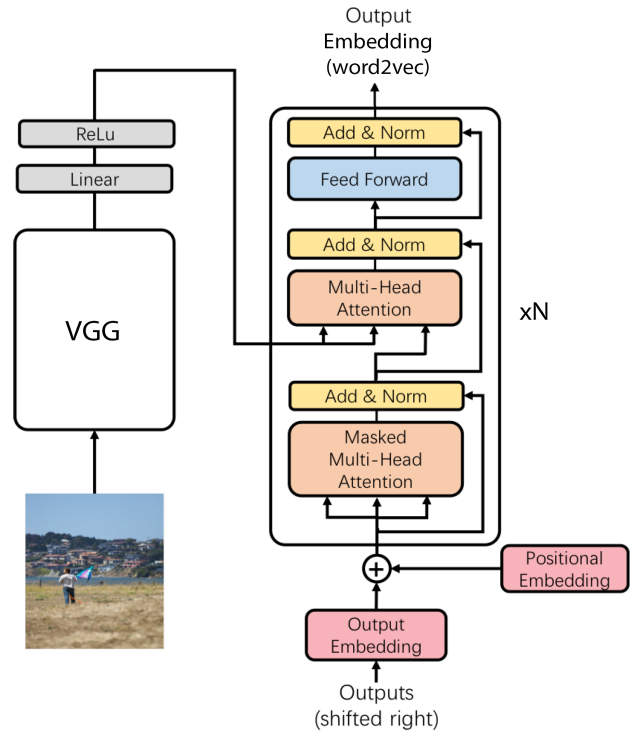 Output
Embedding
(word2vec)
ReLu
Linear
VGG
Add & Norm
Feed Forward
Add & Norm
Multi-Head
Attention
xN
Add & Norm
Masked
Multi-Head
Attention
Positional
Embedding
Output
Embedding
Outputs
(shifted right)